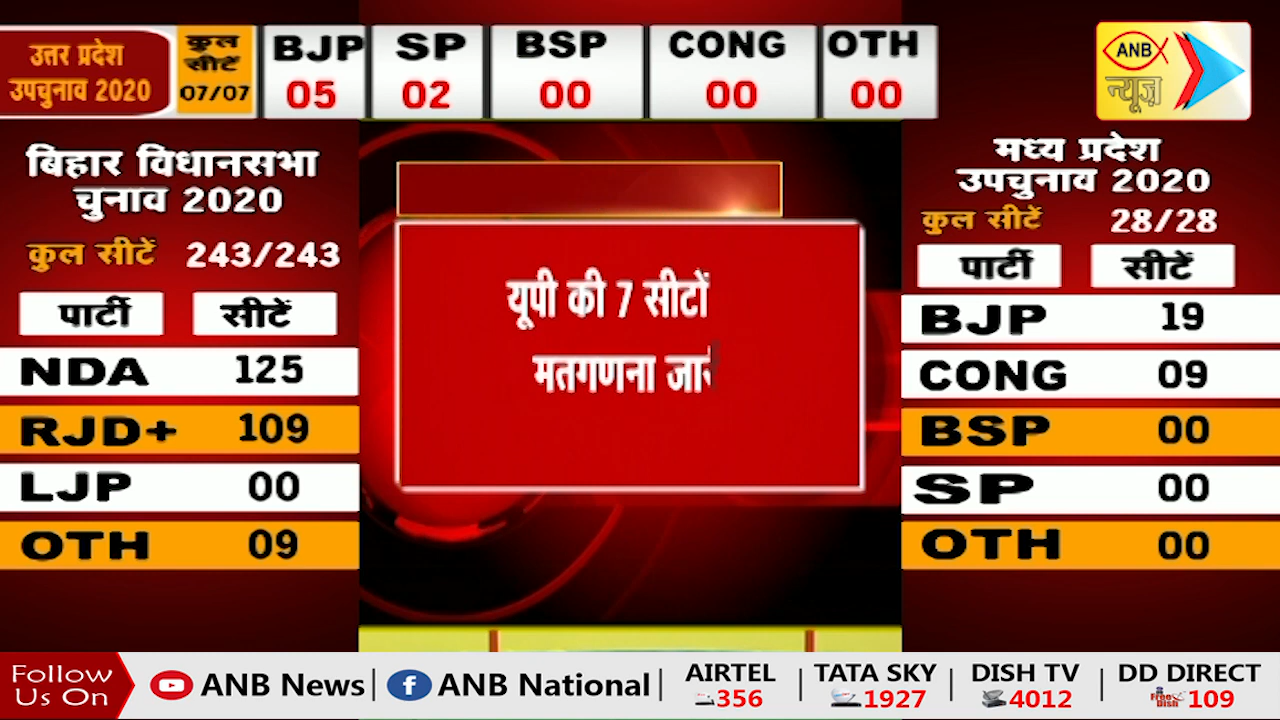 उत्तर प्रदेश
उपचुनाव 2020
कुल
सीटें
07/07
BJP SP BSP CONG OTH
05 02 00 00 00
ANB
न्यूज़
बिहार विधानसभा
चुनाव 2020
कुल सीटें 243/243
पार्टी सीटें
NDA 125
RJD+ 109
LJP 00
OTH 09
यूपी की 7 सीटों
मतगणना
मध्य प्रदेश
उपचुनाव 2020
कुल सीटें 28/28
पार्टी सीटें
BJP 19
CONG 09
BSP 00
SP 00
OTH 00
Follow
Us On
ANB News
ANB National
AIRTEL
356
TATA SKY
1927
DISH TV
4012
DD DIRECT
Free Dish 109